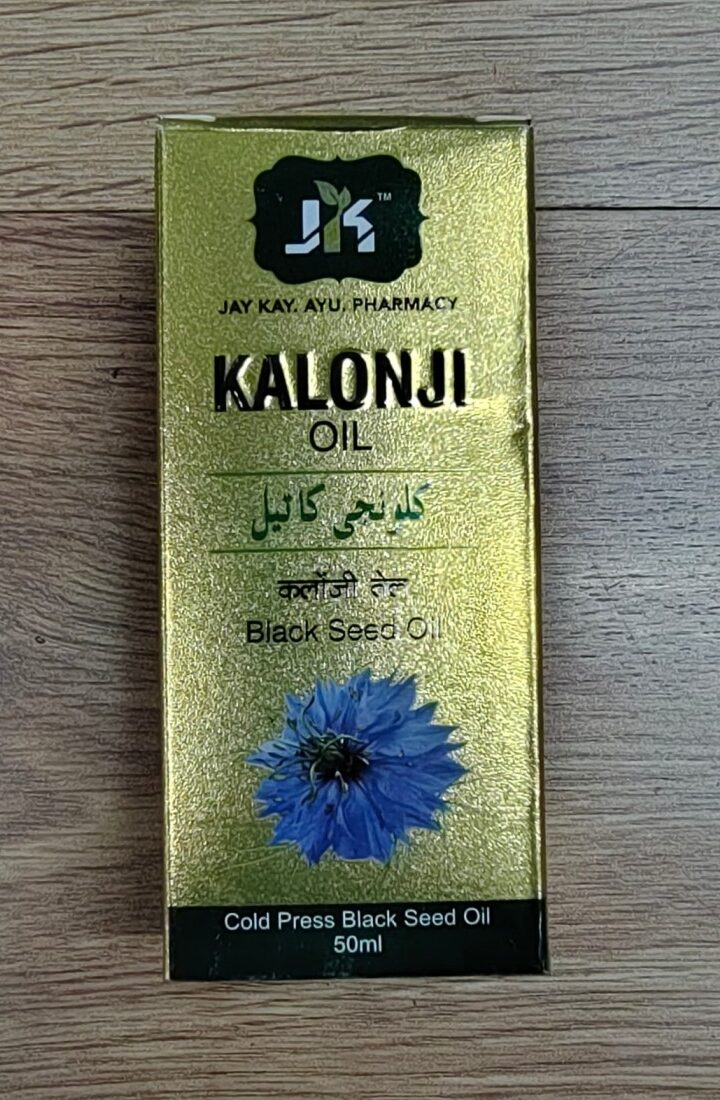 JK™
JAY KAY. AYU. PHARMACY
KALONJI
OIL
کلونجی کا تیل
कलौंजी तेल
Black Seed Oil
Cold Press Black Seed Oil
50ml